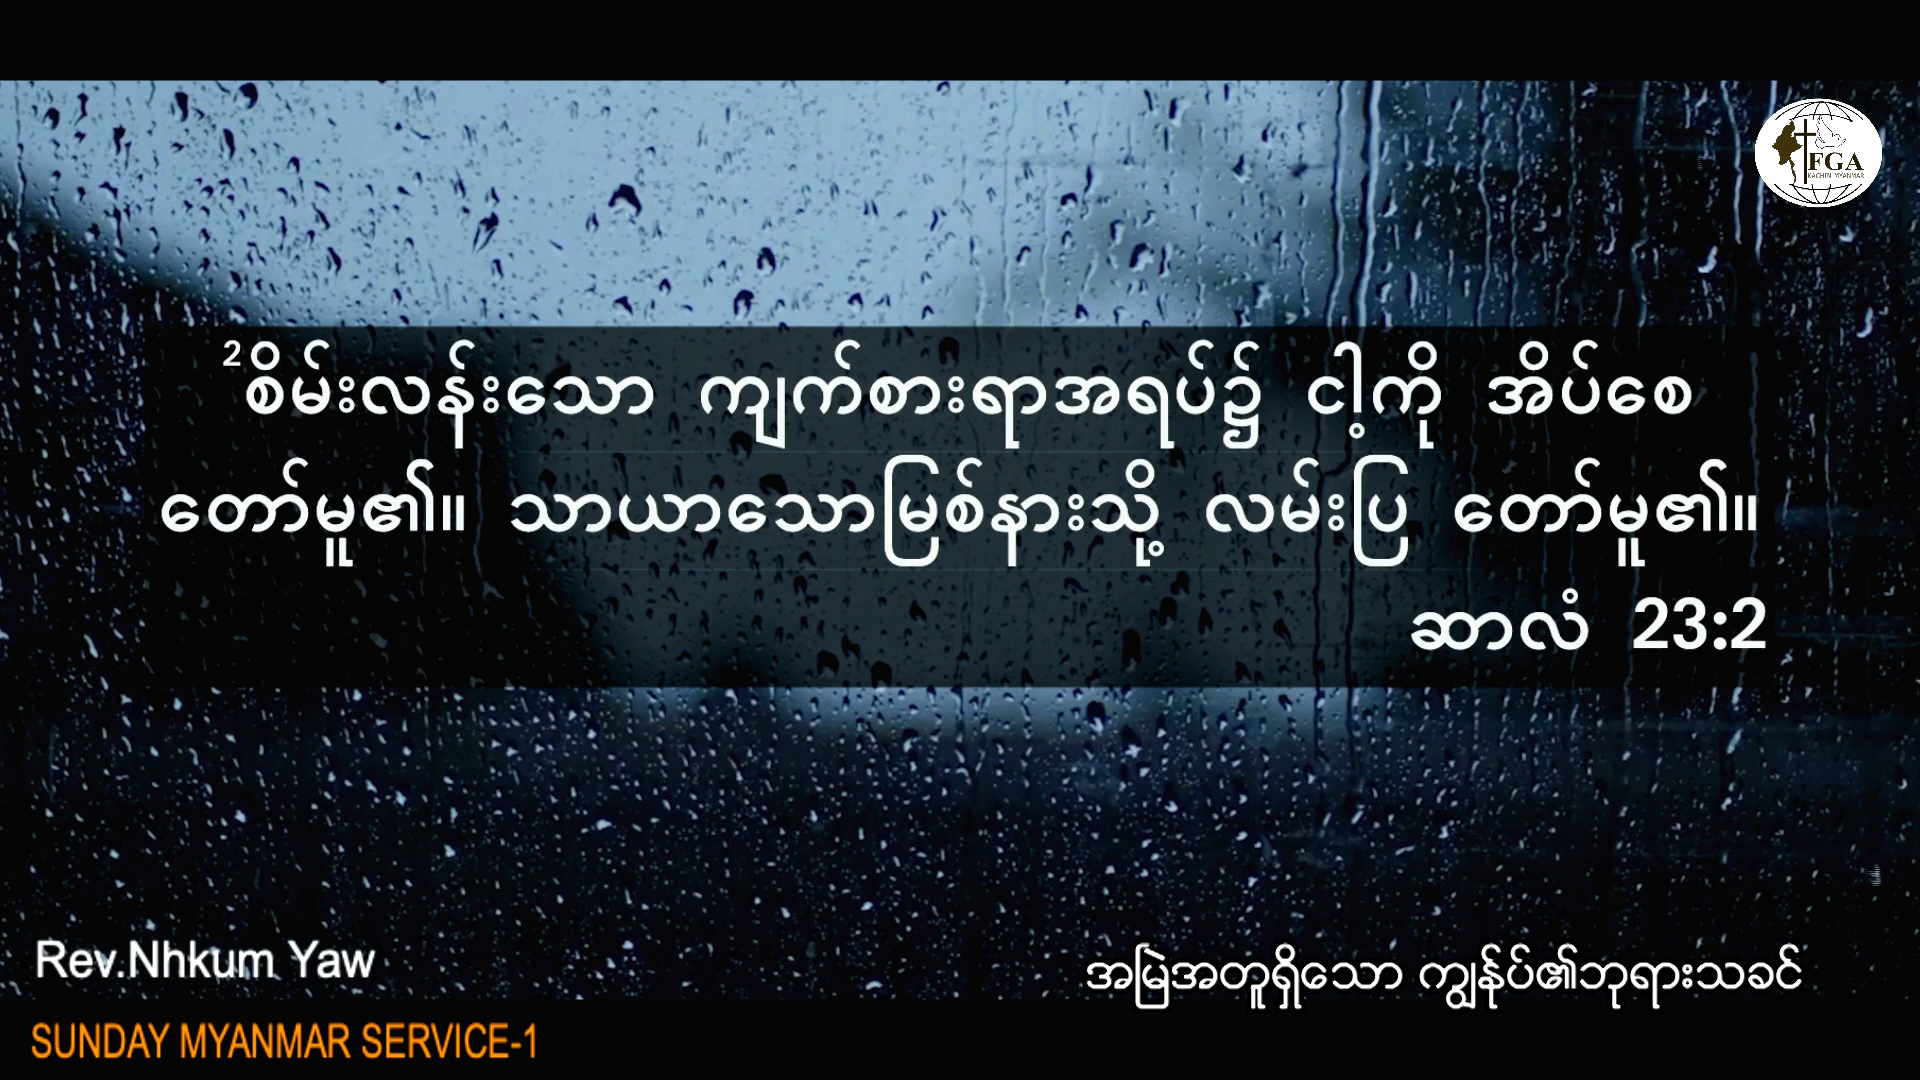 FGA
KACHIN MYANMAR
2စိမ်းလန်းသော ကျက်စားရာအရပ်၌ ငါ့ကို အိပ်စေ
တော်မူ၏။ သာယာသောမြစ်နားသို့ လမ်းပြ တော်မူ၏။
ဆာလံ 23:2
Rev.Nhkum Yaw
အမြဲအတူရှိသော ကျွန်ုပ်၏ဘုရားသခင်
SUNDAY MYANMAR SERVICE-1